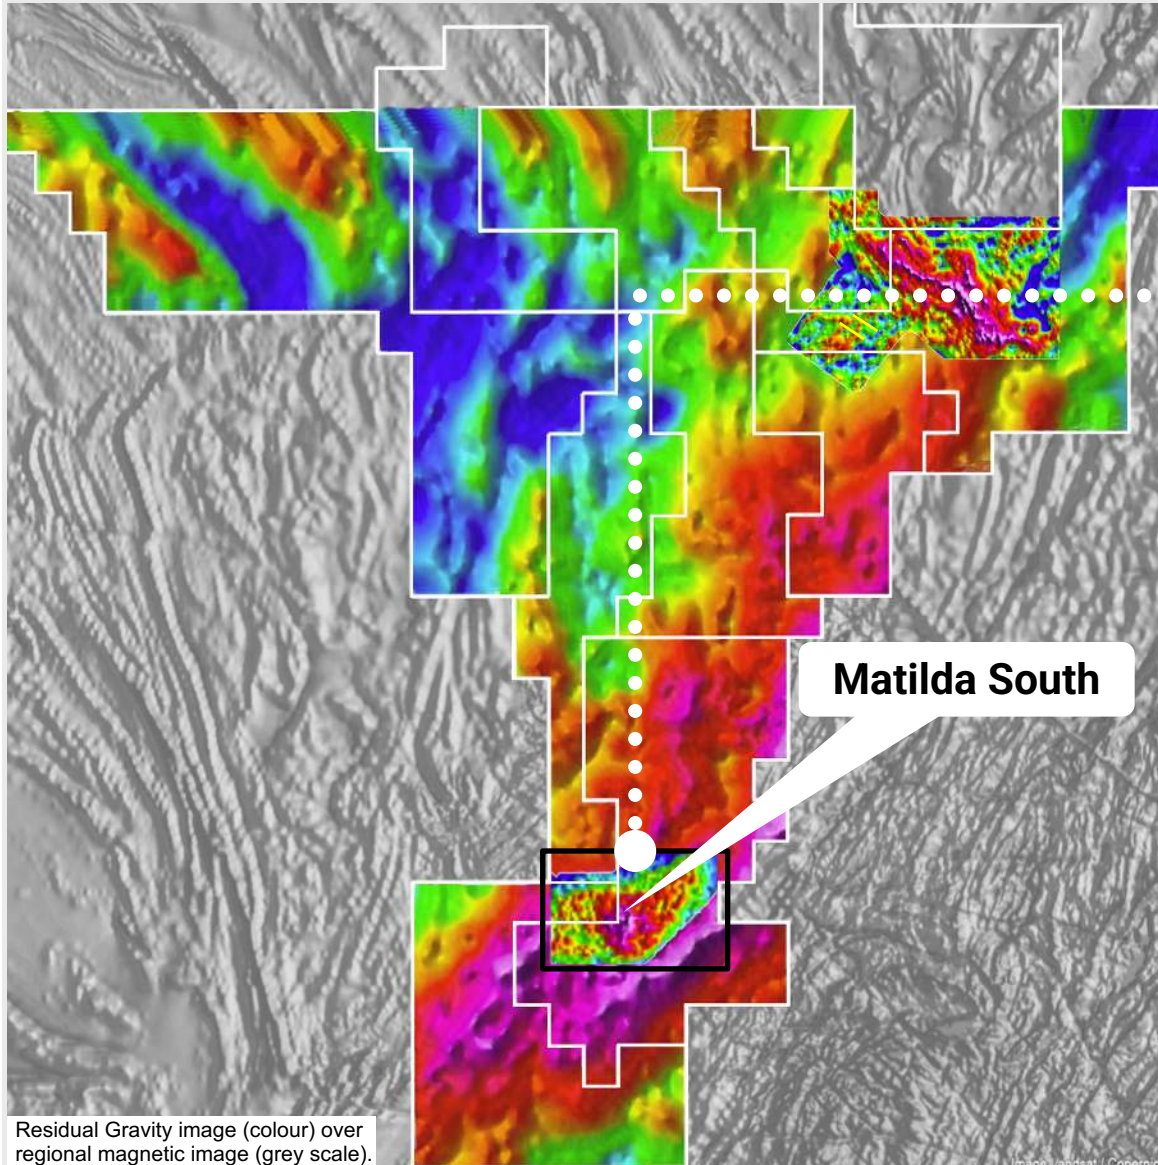 Matilda South
Residual Gravity image (colour) over
regional magnetic image (grey scale).